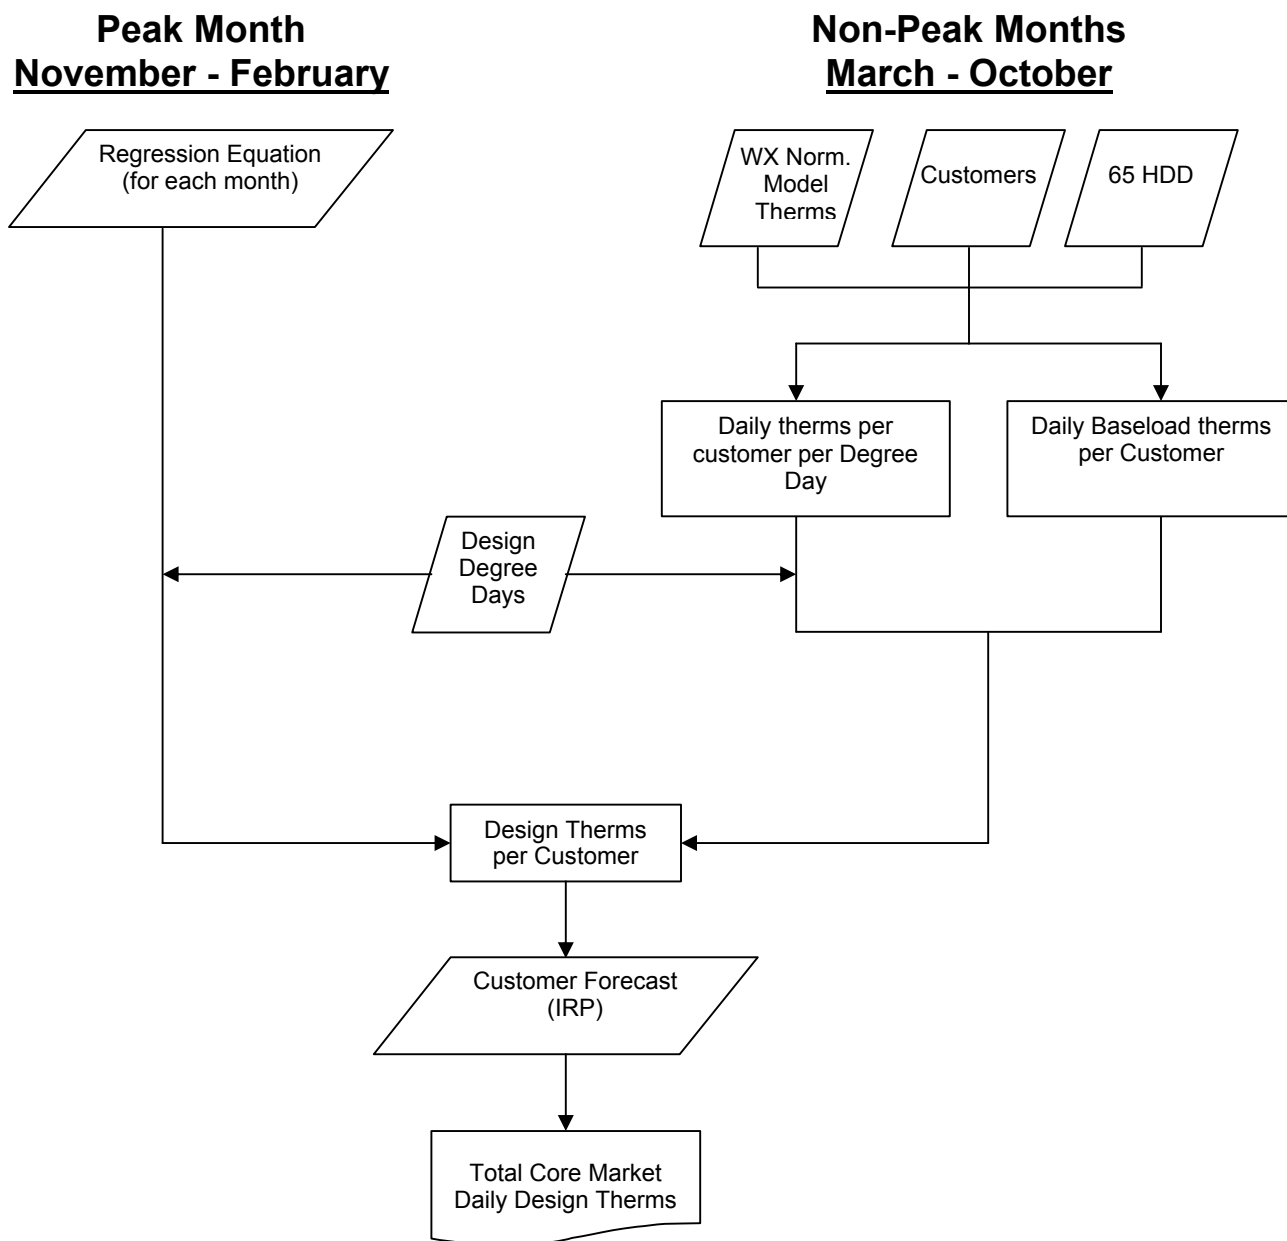 Peak Month
November - February
Non-Peak Months
March - October
Regression Equation
(for each month)
WX Norm.
Model
Therms
Customers
65 HDD
Daily therms per
customer per Degree
Day
Daily Baseload therms
per Customer
Design
Degree
Days
Design Therms
per Customer
Customer Forecast
(IRP)
Total Core Market
Daily Design Therms